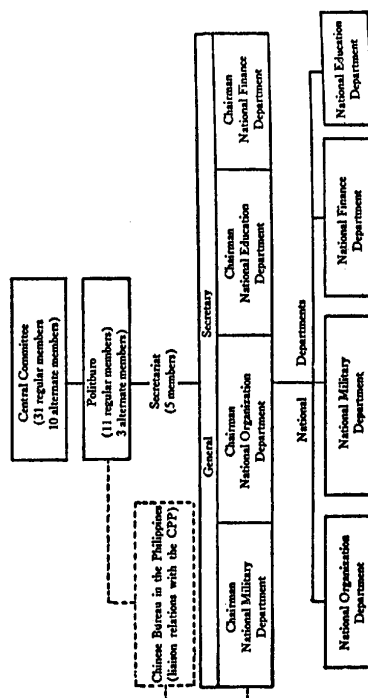 Central Committee
(31 regular members
10 alternate members)
Politburo
(11 regular members)
3 alternate members)
Secretariat
(5 members)
Chinese Bureau in the Philippines
(liaison relations with the CPP)
General Secretary
Chairman
National Military
Department
Chairman
National Organization
Department
Chairman
National Education
Department
Chairman
National Finance
Department
National Departments
National Organization
Department
National Military
Department
National Finance
Department
National Education
Department